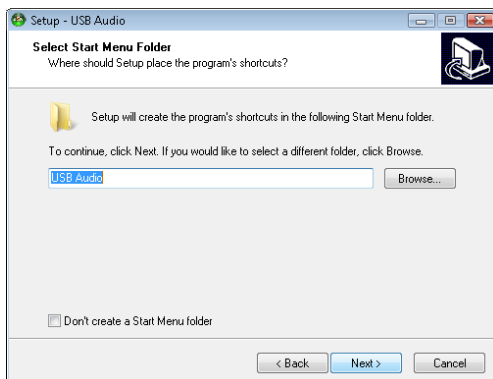 Setup - USB Audio
Select Start Menu Folder
Where should Setup place the program's shortcuts?
Setup will create the program's shortcuts in the following Start Menu folder.
To continue, click Next. If you would like to select a different folder, click Browse.
USB Audio
Browse...
Don't create a Start Menu folder
< Back
Next >
Cancel